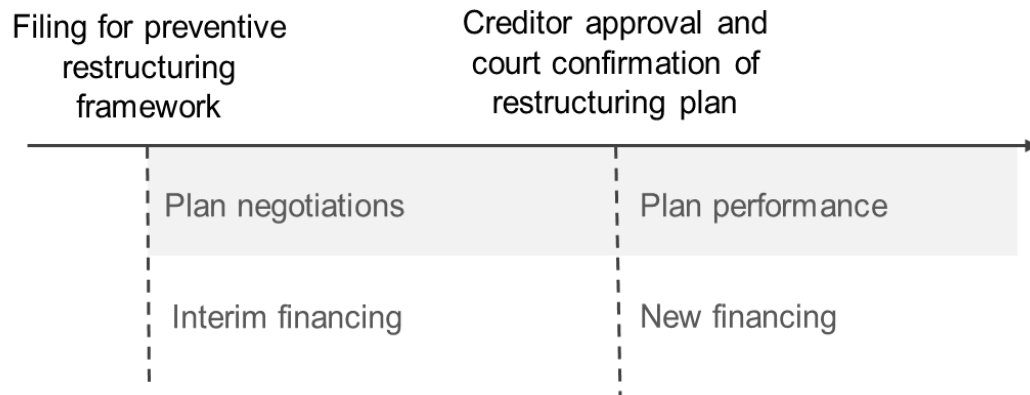 Filing for preventive
restructuring
framework
Creditor approval and
court confirmation of
restructuring plan
Plan negotiations
Plan performance
Interim financing
New financing